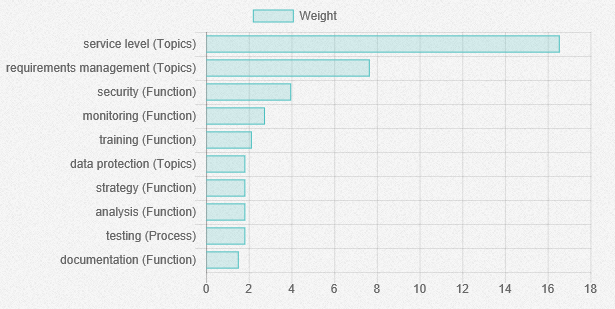 Weight
service level (Topics)
requirements management (Topics)
security (Function)
monitoring (Function)
training (Function)
data protection (Topics)
strategy (Function)
analysis (Function)
testing (Process)
documentation (Function)
0 2 4 6 8 10 12 14 16 18